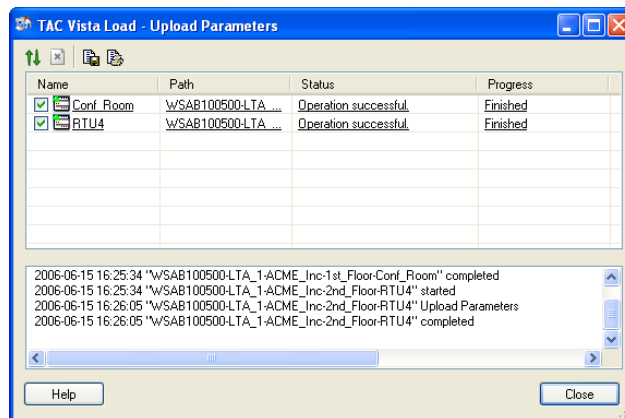 TAC Vista Load - Upload Parameters
Name Path Status Progress
Conf_Room WSAB100500-LTA_... Operation successful. Finished
RTU4 WSAB100500-LTA_... Operation successful. Finished
2006-06-15 16:25:34 "WSAB100500-LTA_1-ACME_Inc-1st_Floor-Conf_Room" completed
2006-06-15 16:25:34 "WSAB100500-LTA_1-ACME_Inc-2nd_Floor-RTU4" started
2006-06-15 16:26:05 "WSAB100500-LTA_1-ACME_Inc-2nd_Floor-RTU4" Upload Parameters
2006-06-15 16:26:05 "WSAB100500-LTA_1-ACME_Inc-2nd_Floor-RTU4" completed
Help Close